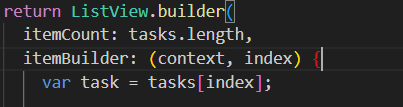 return ListView.builder(
itemCount: tasks.length,
itemBuilder: (context, index) {
var task = tasks[index];